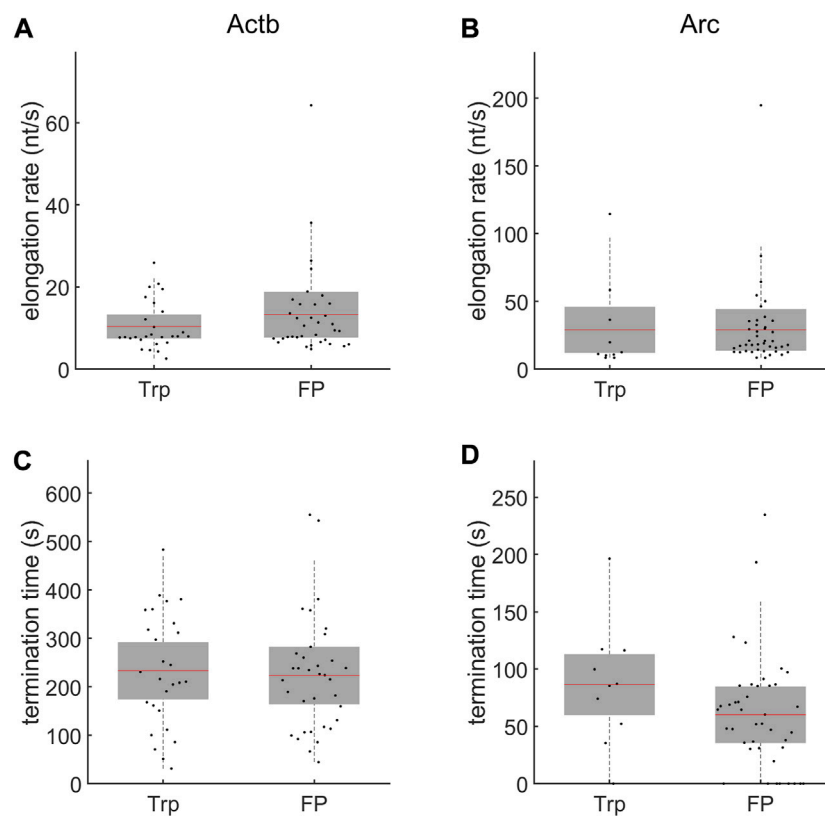 A Actb
elongation rate (nt/s)
60
40
20
0
Trp FP
B Arc
elongation rate (nt/s)
200
150
100
50
0
Trp FP
C
termination time (s)
600
500
400
300
200
100
0
Trp FP
D
termination time (s)
250
200
150
100
50
0
Trp FP